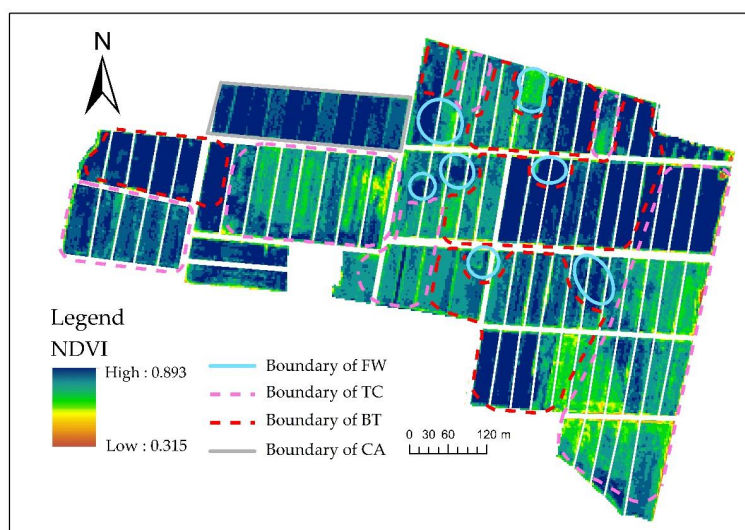 N
Legend
NDVI
High : 0.893
Low : 0.315
Boundary of FW
Boundary of TC
Boundary of BT
Boundary of CA
0 30 60 120 m